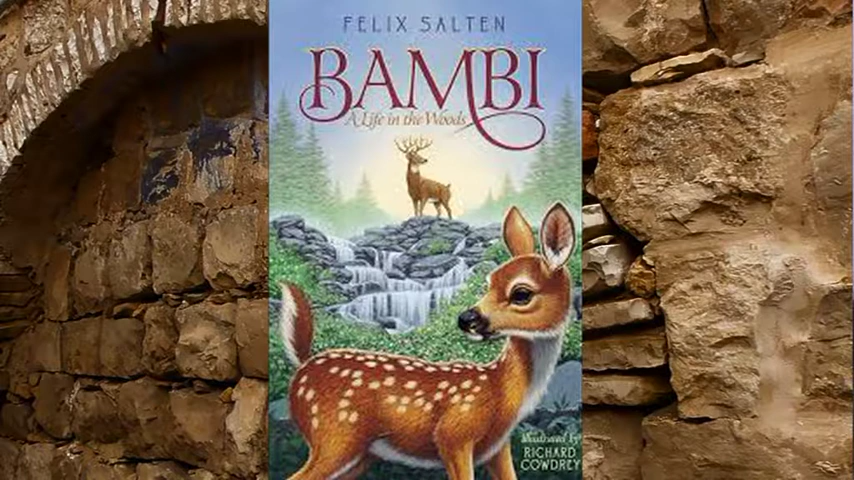 FELIX SALTEN
BAMBI
A Life in the Woods
Illustrated by
RICHARD
COWDREY